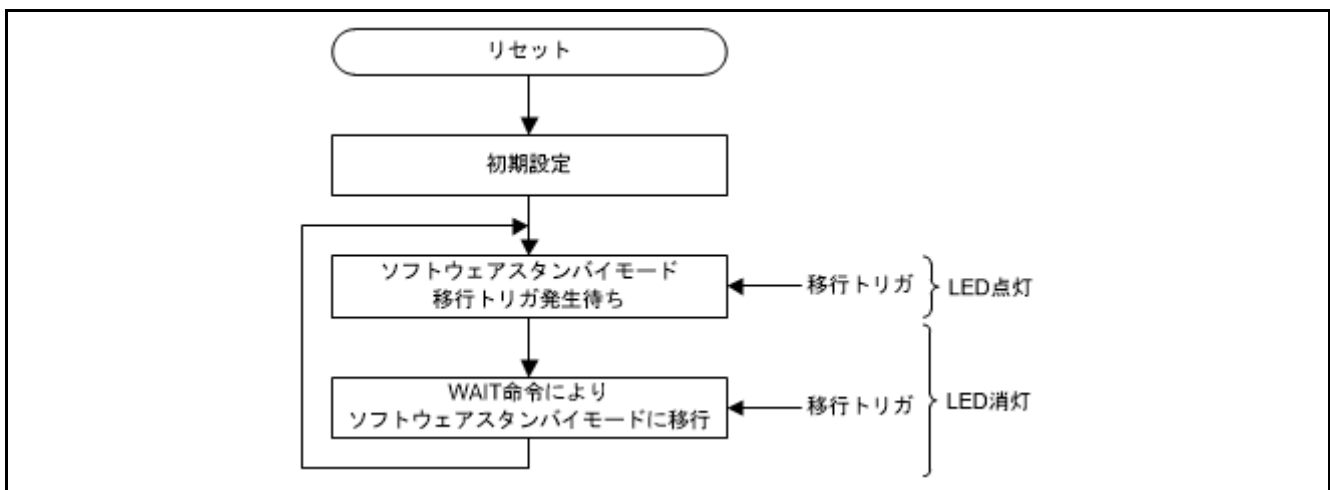 リセット
初期設定
ソフトウェアスタンバイモード
移行トリガ発生待ち
移行トリガ
LED点灯
WAIT命令により
ソフトウェアスタンバイモードに移行
移行トリガ
LED消灯